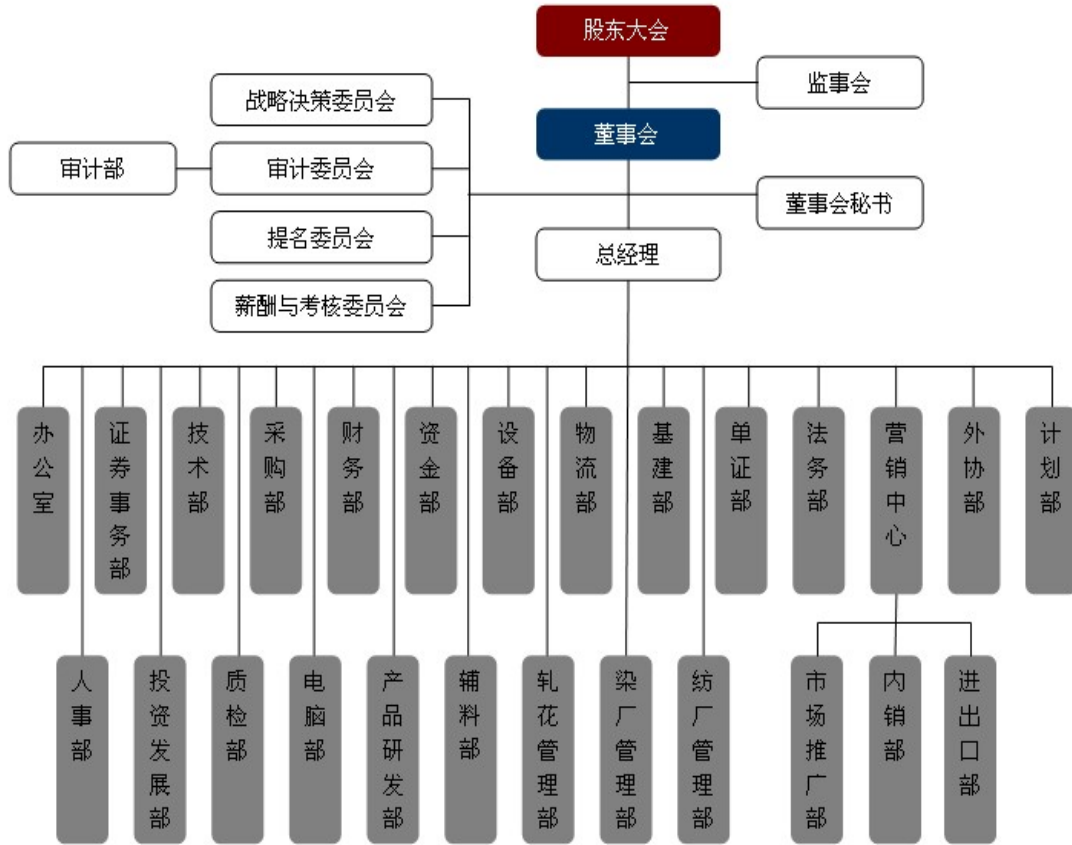 股东大会
监事会
战略决策委员会
董事会
审计部
审计委员会
董事会秘书
提名委员会
总经理
薪酬与考核委员会
办公室
证券事务部
技术部
采购部
财务部
资金部
设备部
物流部
基建部
单证部
法务部
营销中心
外协部
计划部
人事部
投资发展部
质检部
电脑部
产品研发部
辅料部
轧花管理部
染厂管理部
纺厂管理部
市场推广部
内销部
进出口部